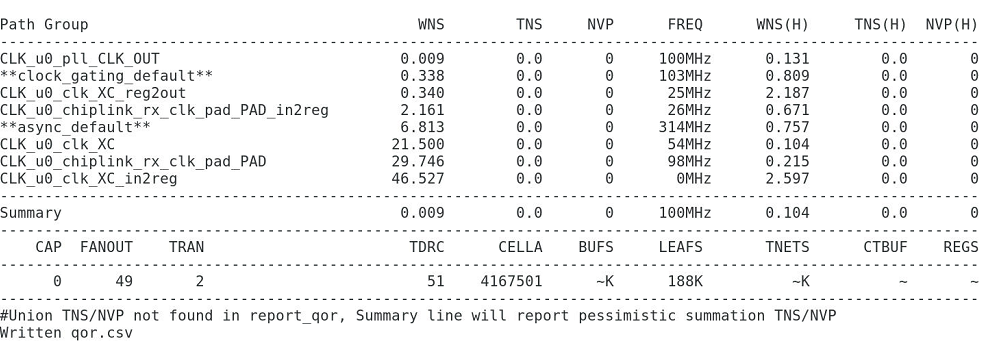 Path Group WNS TNS NVP FREQ WNS(H) TNS(H) NVP(H)
--------------------------------------------------------------------------------------------------------------
CLK_u0_pll_CLK_OUT 0.009 0.0 0 100MHz 0.131 0.0 0
**clock_gating_default** 0.338 0.0 0 103MHz 0.809 0.0 0
CLK_u0_clk_XC_reg2out 0.340 0.0 0 25MHz 2.187 0.0 0
CLK_u0_chiplink_rx_clk_pad_PAD_in2reg 2.161 0.0 0 26MHz 0.671 0.0 0
**async_default** 6.813 0.0 0 314MHz 0.757 0.0 0
CLK_u0_clk_XC 21.500 0.0 0 54MHz 0.104 0.0 0
CLK_u0_chiplink_rx_clk_pad_PAD 29.746 0.0 0 98MHz 0.215 0.0 0
CLK_u0_clk_XC_in2reg 46.527 0.0 0 0MHz 2.597 0.0 0
--------------------------------------------------------------------------------------------------------------
Summary 0.009 0.0 0 100MHz 0.104 0.0 0
--------------------------------------------------------------------------------------------------------------
CAP FANOUT TRAN TDRC CELLA BUFS LEAFS TNETS CTBUF REGS
--------------------------------------------------------------------------------------------------------------
0 49 2 51 4167501 ~K 188K ~K ~ ~
--------------------------------------------------------------------------------------------------------------
#Union TNS/NVP not found in report_qor, Summary line will report pessimistic summation TNS/NVP
Written qor.csv